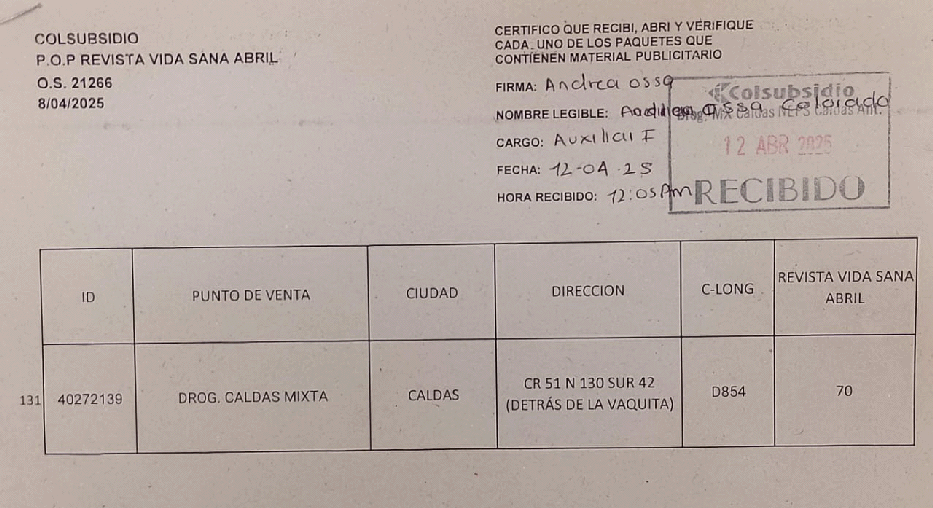 COLSUBSIDIO
P.O.P REVISTA VIDA SANA ABRIL
O.S. 21266
8/04/2025
CERTIFICO QUE RECIBI, ABRI Y VERIFIQUE
CADA UNO DE LOS PAQUETES QUE
CONTIENEN MATERIAL PUBLICITARIO
FIRMA: Andrea ossa
NOMBRE LEGIBLE: Ossa Colorado
CARGO: Auxiliar F
FECHA: 12-04-25
HORA RECIBIDO: 12:05 Am
Colsubsidio
Caldas Ant.
12 ABR 2025
RECIBIDO
ID PUNTO DE VENTA CIUDAD DIRECCION C-LONG REVISTA VIDA SANA
ABRIL
131 40272139 DROG. CALDAS MIXTA CALDAS CR 51 N 130 SUR 42 D854 70
(DETRÁS DE LA VAQUITA)